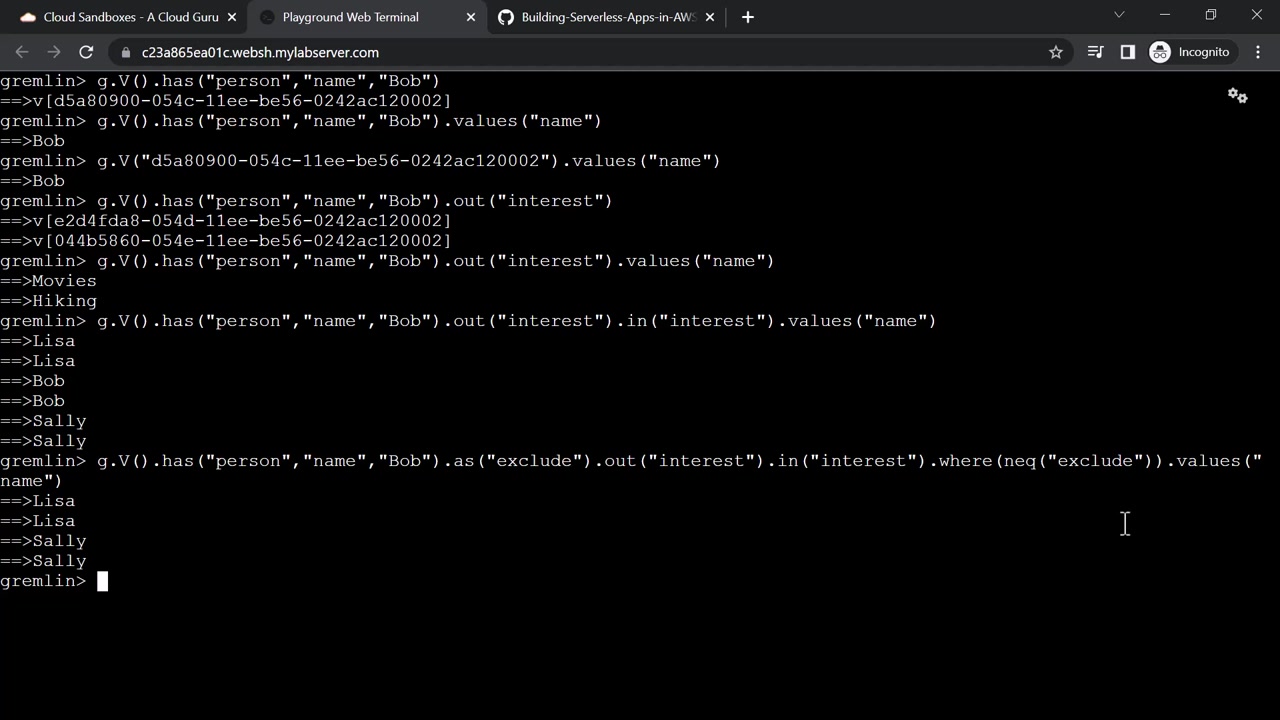 Cloud Sandboxes - A Cloud Guru
Playground Web Terminal
Building-Serverless-Apps-in-AWS
c23a865ea01c.websh.mylabserver.com
Incognito
gremlin> g.V().has("person","name","Bob")
==>v[d5a80900-054c-11ee-be56-0242ac120002]
gremlin> g.V().has("person","name","Bob").values("name")
==>Bob
gremlin> g.V("d5a80900-054c-11ee-be56-0242ac120002").values("name")
==>Bob
gremlin> g.V().has("person","name","Bob").out("interest")
==>v[e2d4fda8-054d-11ee-be56-0242ac120002]
==>v[044b5860-054e-11ee-be56-0242ac120002]
gremlin> g.V().has("person","name","Bob").out("interest").values("name")
==>Movies
==>Hiking
gremlin> g.V().has("person","name","Bob").out("interest").in("interest").values("name")
==>Lisa
==>Lisa
==>Bob
==>Bob
==>Sally
==>Sally
gremlin> g.V().has("person","name","Bob").as("exclude").out("interest").in("interest").where(neq("exclude")).values("
name")
==>Lisa
==>Lisa
==>Sally
==>Sally
gremlin>